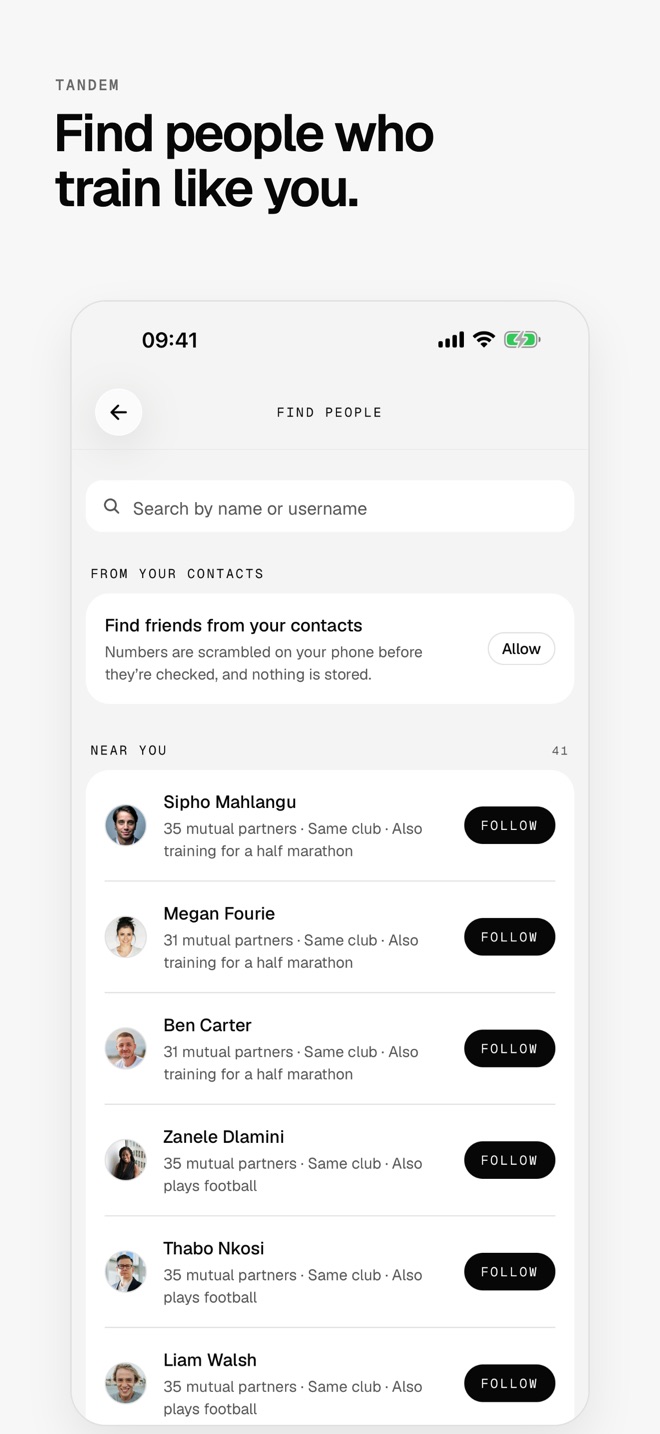 TANDEM
Find people who
train like you.
09:41
FIND PEOPLE
Search by name or username
FROM YOUR CONTACTS
Find friends from your contacts
Numbers are scrambled on your phone before
they're checked, and nothing is stored.
Allow
NEAR YOU
41
Sipho Mahlangu
35 mutual partners · Same club · Also
training for a half marathon
FOLLOW
Megan Fourie
31 mutual partners · Same club · Also
training for a half marathon
FOLLOW
Ben Carter
31 mutual partners · Same club · Also
training for a half marathon
FOLLOW
Zanele Dlamini
35 mutual partners · Same club · Also
plays football
FOLLOW
Thabo Nkosi
35 mutual partners · Same club · Also
plays football
FOLLOW
Liam Walsh
35 mutual partners · Same club · Also
plays football
FOLLOW